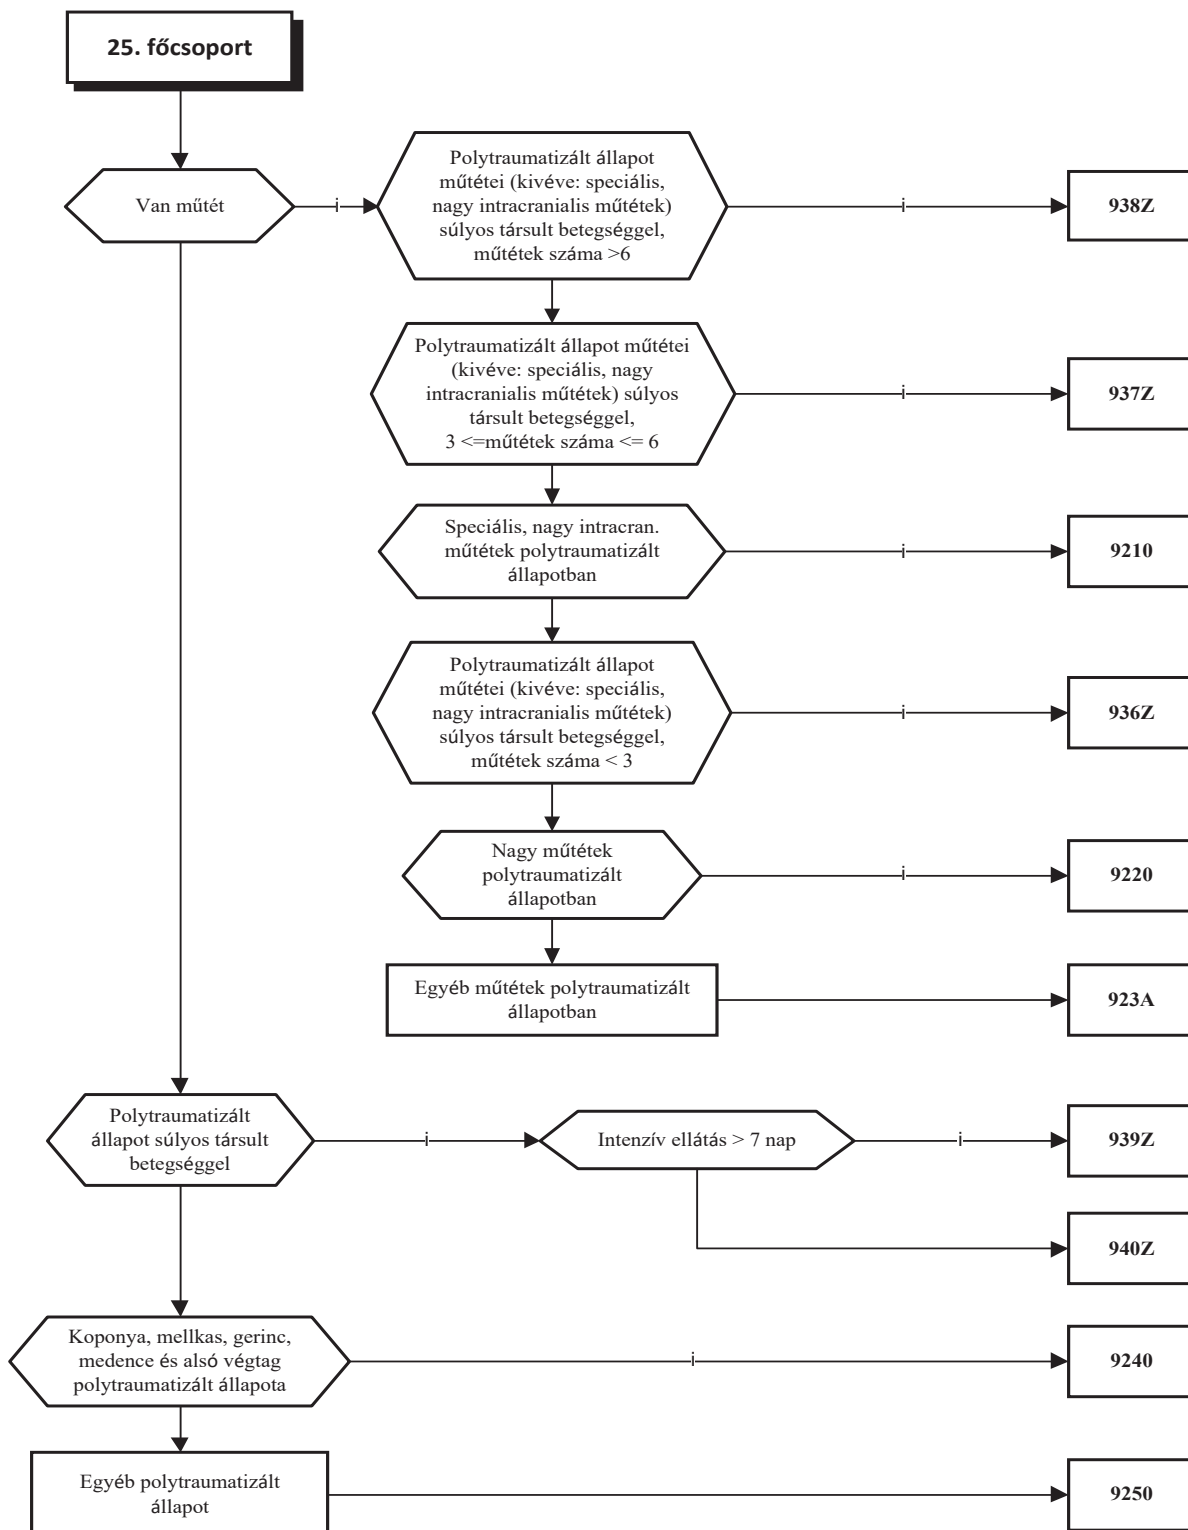 25. főcsoport
Van műtét
i
Polytraumatizált állapot
műtétei (kivéve: speciális,
nagy intracranialis műtétek)
súlyos társult betegséggel,
műtétek száma >6
i
938Z
Polytraumatizált állapot műtétei
(kivéve: speciális, nagy
intracranialis műtétek) súlyos
társult betegséggel,
3 <=műtétek száma <= 6
i
937Z
Speciális, nagy intracran.
műtétek polytraumatizált
állapotban
i
9210
Polytraumatizált állapot
műtétei (kivéve: speciális,
nagy intracranialis műtétek)
súlyos társult betegséggel,
műtétek száma < 3
i
936Z
Nagy műtétek
polytraumatizált
állapotban
i
9220
Egyéb műtétek polytraumatizált
állapotban
923A
Polytraumatizált
állapot súlyos társult
betegséggel
i
Intenzív ellátás > 7 nap
i
939Z
940Z
Koponya, mellkas, gerinc,
medence és alsó végtag
polytraumatizált állapota
i
9240
Egyéb polytraumatizált
állapot
9250